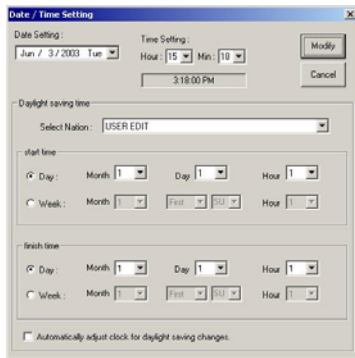 Date / Time Setting
Date Setting :
Jun / 3 / 2003 Tue
Time Setting :
Hour : 15 Min : 18
3:18:00 PM
Modify
Cancel
Daylight saving time
Select Nation : USER EDIT
start time
Day : Month 1 Day 1 Hour 1
Week : Month 1 First SU Hour 1
finish time
Day : Month 1 Day 1 Hour 1
Week : Month 1 First SU Hour 1
Automatically adjust clock for daylight saving changes.